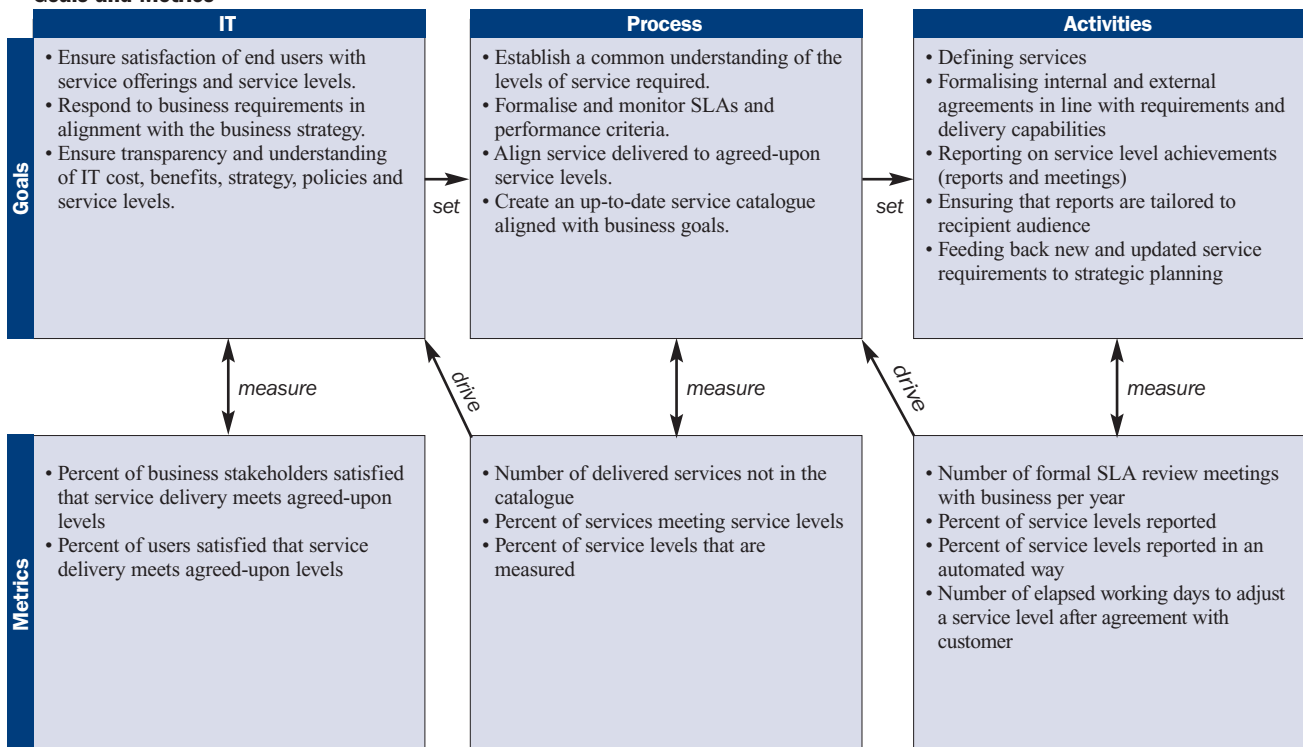 Goals and Metrics
IT
Process
Activities
Goals
• Ensure satisfaction of end users with
service offerings and service levels.
• Respond to business requirements in
alignment with the business strategy.
• Ensure transparency and understanding
of IT cost, benefits, strategy, policies and
service levels.
set
• Establish a common understanding of the
levels of service required.
• Formalise and monitor SLAs and
performance criteria.
• Align service delivered to agreed-upon
service levels.
• Create an up-to-date service catalogue
aligned with business goals.
set
• Defining services
• Formalising internal and external
agreements in line with requirements and
delivery capabilities
• Reporting on service level achievements
(reports and meetings)
• Ensuring that reports are tailored to
recipient audience
• Feeding back new and updated service
requirements to strategic planning
measure
drive
measure
drive
measure
Metrics
• Percent of business stakeholders satisfied
that service delivery meets agreed-upon
levels
• Percent of users satisfied that service
delivery meets agreed-upon levels
• Number of delivered services not in the
catalogue
• Percent of services meeting service levels
• Percent of service levels that are
measured
• Number of formal SLA review meetings
with business per year
• Percent of service levels reported
• Percent of service levels reported in an
automated way
• Number of elapsed working days to adjust
a service level after agreement with
customer